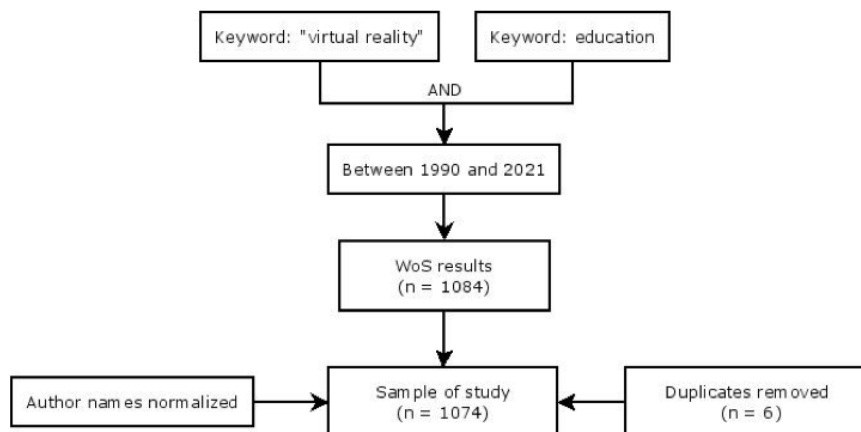 Keyword: "virtual reality"
Keyword: education
AND
Between 1990 and 2021
WoS results
(n = 1084)
Author names normalized
Sample of study
(n = 1074)
Duplicates removed
(n = 6)